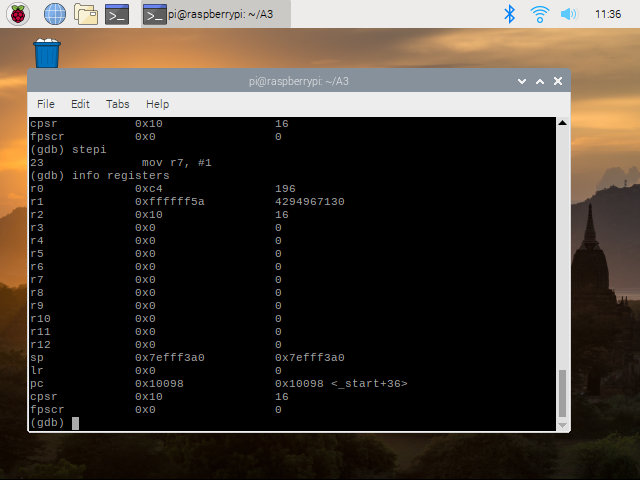 pi@raspberrypi: ~/A3 11:36
pi@raspberrypi: ~/A3
File Edit Tabs Help
cpsr 0x10 16
fpscr 0x0 0
(gdb) stepi
23 mov r7, #1
(gdb) info registers
r0 0xc4 196
r1 0xffffff5a 4294967130
r2 0x10 16
r3 0x0 0
r4 0x0 0
r5 0x0 0
r6 0x0 0
r7 0x0 0
r8 0x0 0
r9 0x0 0
r10 0x0 0
r11 0x0 0
r12 0x0 0
sp 0x7efff3a0 0x7efff3a0
lr 0x0 0
pc 0x10098 0x10098 <_start+36>
cpsr 0x10 16
fpscr 0x0 0
(gdb)